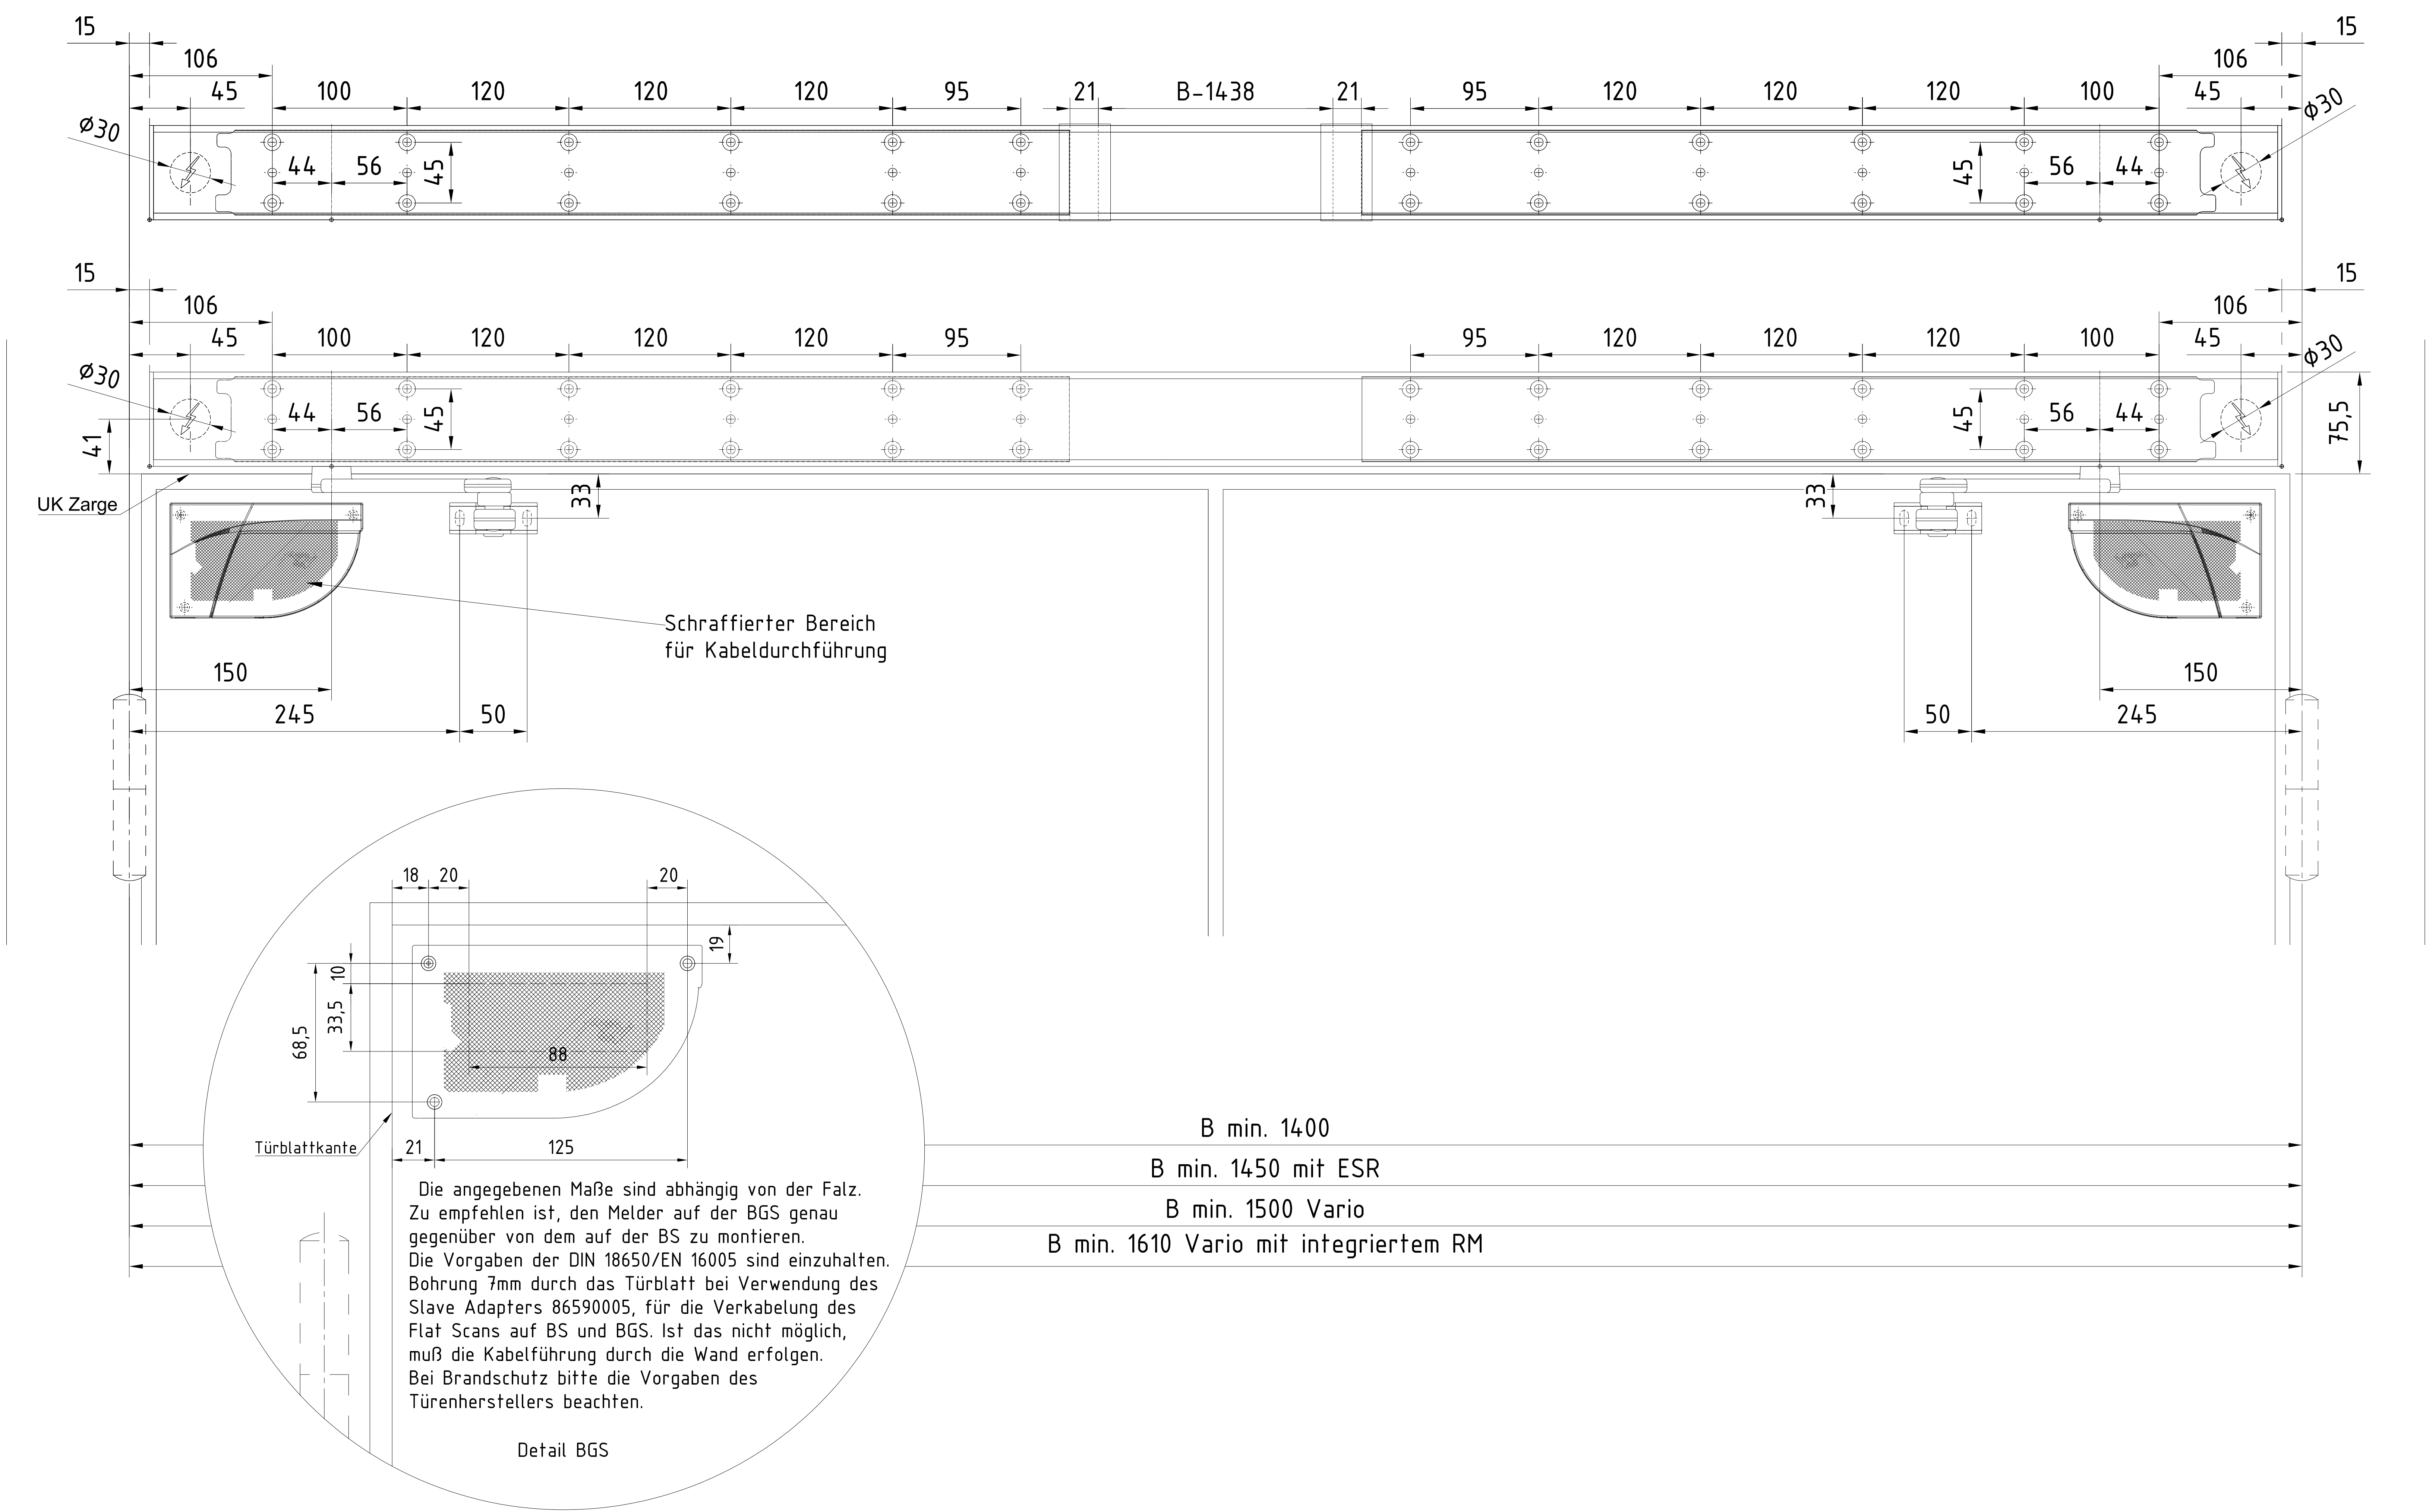 15 15
106 106
45 100 120 120 120 95 21 B-1438 21 95 120 120 120 100 45
ϕ30 ϕ30
44 56 45 45 56 44
15 15
106 106
45 100 120 120 120 95 95 120 120 120 100 45
ϕ30 ϕ30
41 44 56 45 45 56 44 75,5
UK Zarge 33 33
Schraffierter Bereich
für Kabeldurchführung
150 150
245 50 50 245
18 20 20
19
10
33,5
68,5
88
Türblattkante 21 125
B min. 1400
B min. 1450 mit ESR
B min. 1500 Vario
B min. 1610 Vario mit integriertem RM
Die angegebenen Maße sind abhängig von der Falz.
Zu empfehlen ist, den Melder auf der BGS genau
gegenüber von dem auf der BS zu montieren.
Die Vorgaben der DIN 18650/EN 16005 sind einzuhalten.
Bohrung 7mm durch das Türblatt bei Verwendung des
Slave Adapters 86590005, für die Verkabelung des
Flat Scans auf BS und BGS. Ist das nicht möglich,
muß die Kabelführung durch die Wand erfolgen.
Bei Brandschutz bitte die Vorgaben des
Türenherstellers beachten.
Detail BGS